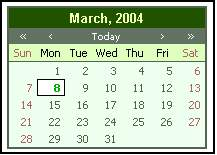 March, 2004
« ‹ Today › »
Sun Mon Tue Wed Thu Fri Sat
1 2 3 4 5 6
7 8 9 10 11 12 13
14 15 16 17 18 19 20
21 22 23 24 25 26 27
28 29 30 31